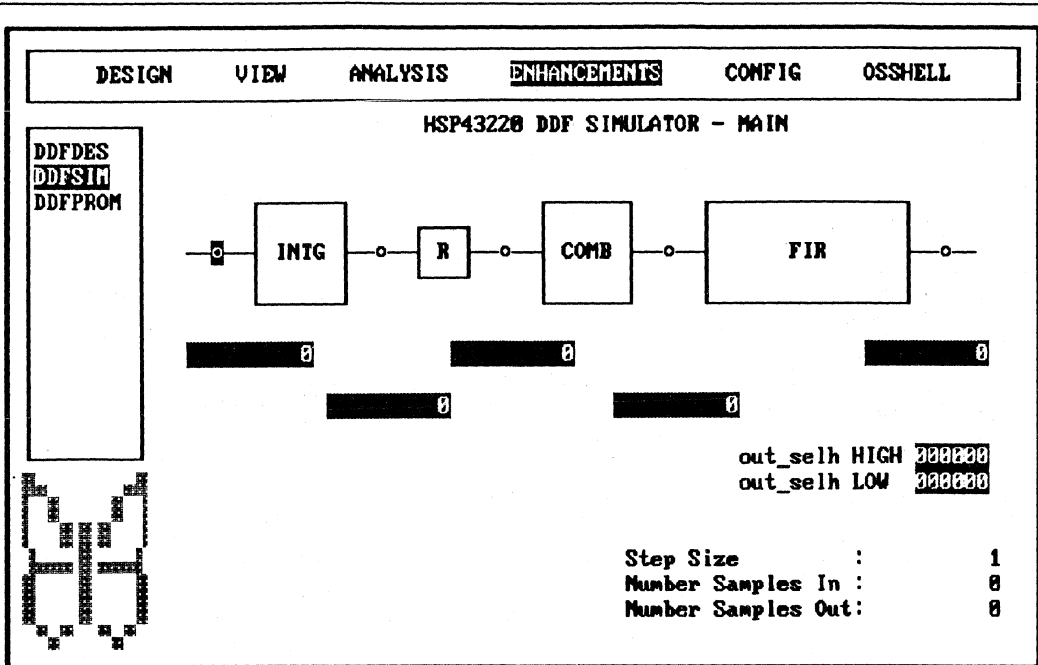 DESIGN VIEW ANALYSIS ENHANCEMENTS CONFIG OSSHELL
HSP43220 DDF SIMULATOR - MAIN
DDFDES
DDFSIM
DDFPROM
INTG R COMB FIR
0 0 0
0 0
out_selh HIGH 000000
out_selh LOW 000000
Step Size : 1
Number Samples In : 0
Number Samples Out: 0